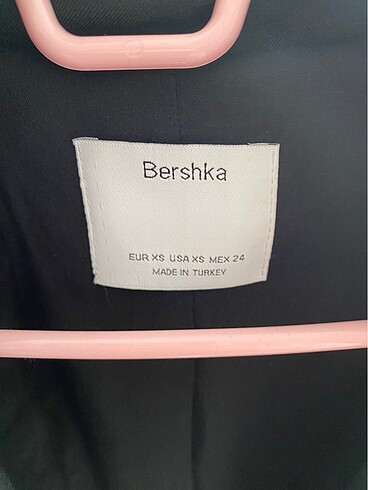 Bershka
EUR XS USA XS MEX 24
MADE IN TURKEY